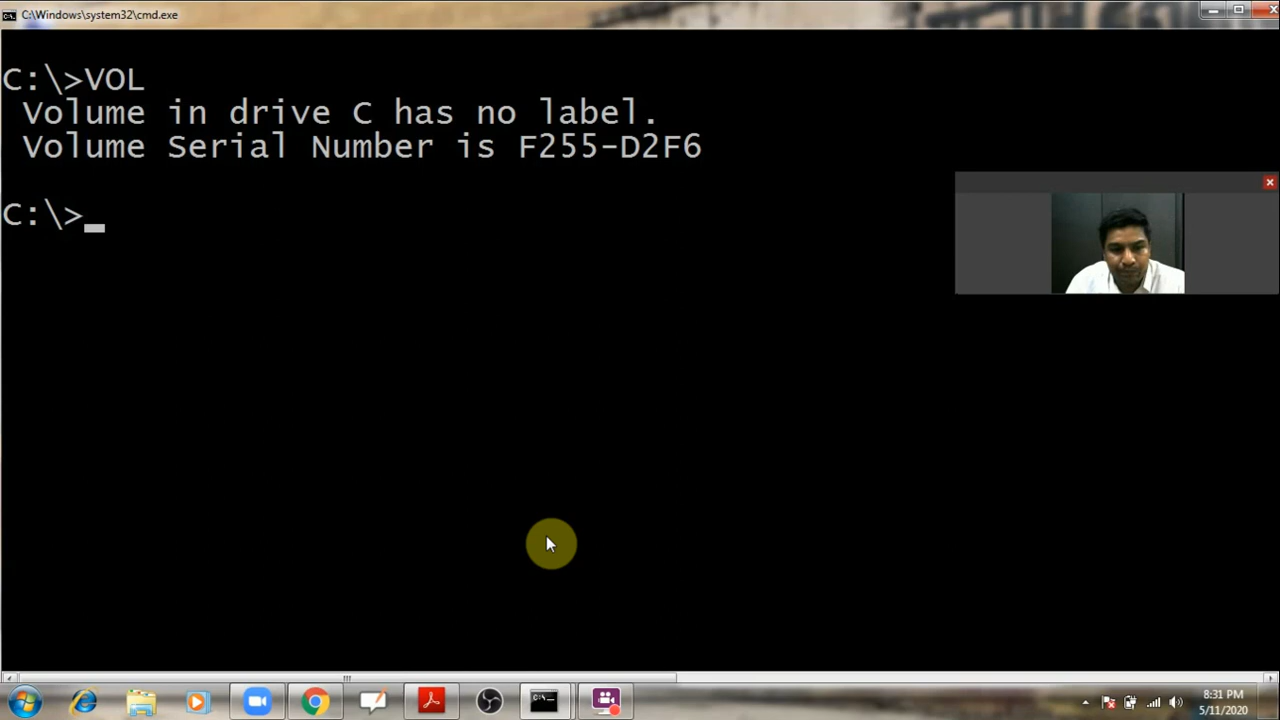 C:\Windows\system32\cmd.exe
C:\>VOL
Volume in drive C has no label.
Volume Serial Number is F255-D2F6
C:\>
8:31 PM
5/11/2020